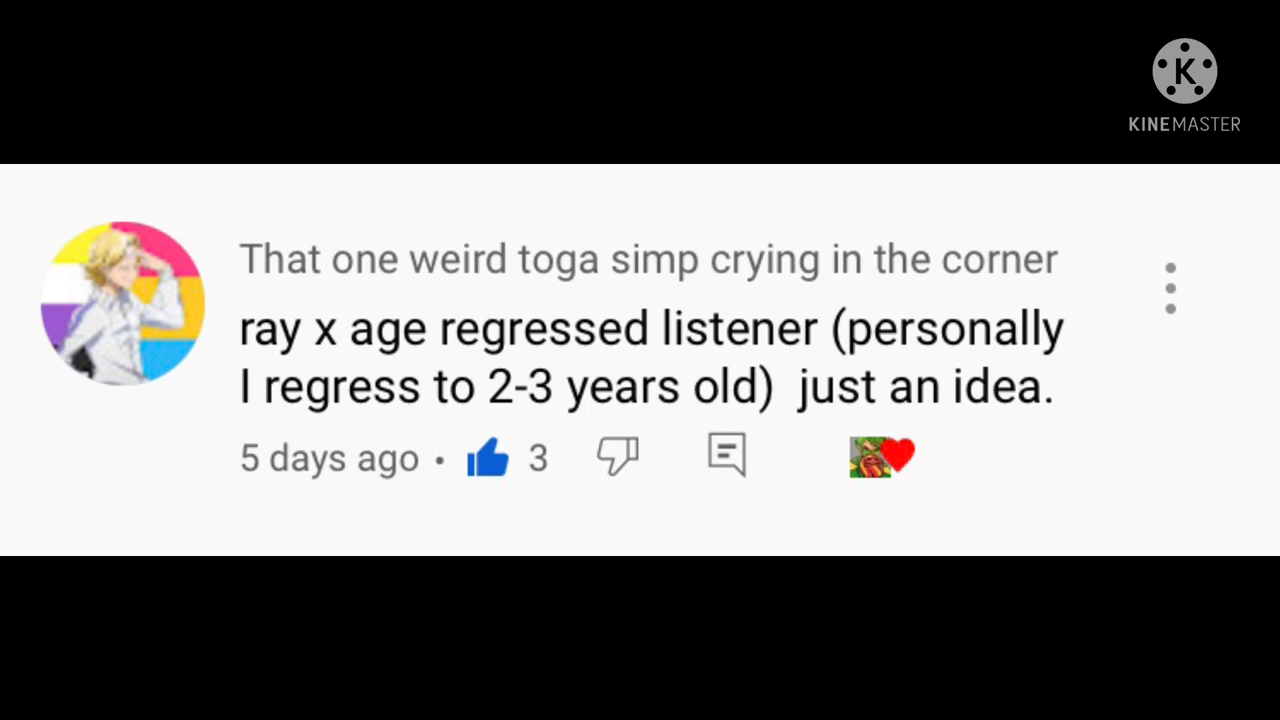 KINEMASTER
That one weird toga simp crying in the corner
ray x age regressed listener (personally
I regress to 2-3 years old)  just an idea.
5 days ago • 3